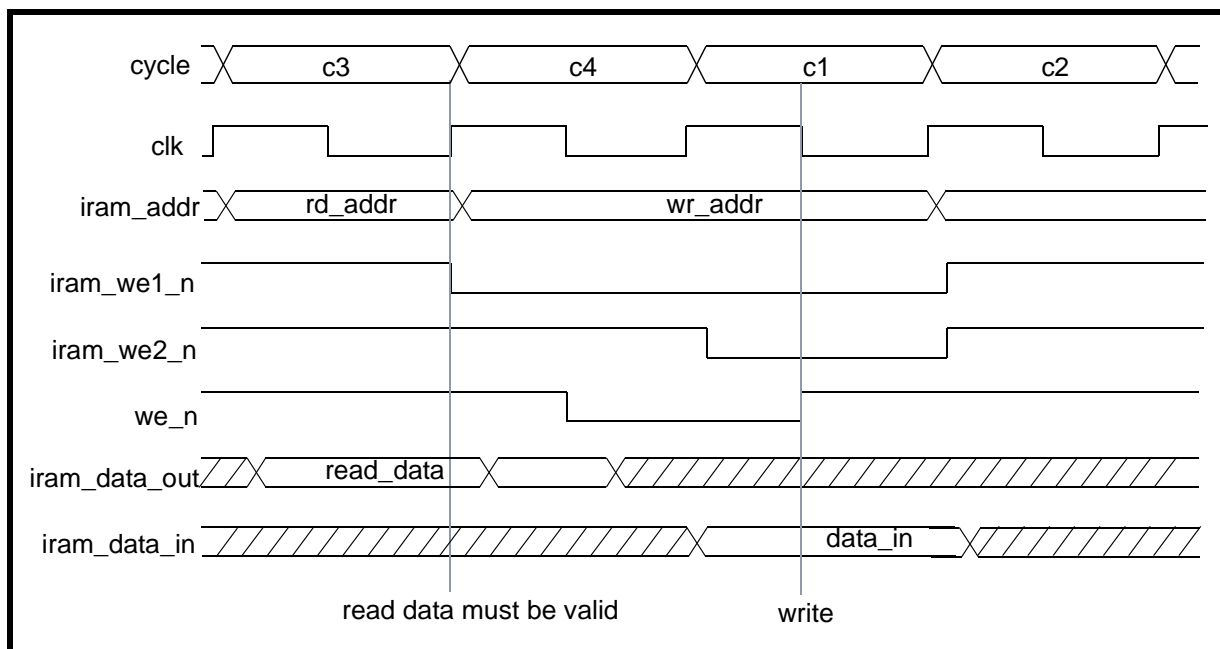 cycle c3 c4 c1 c2
clk
iram_addr rd_addr wr_addr
iram_we1_n
iram_we2_n
we_n
iram_data_out read_data
iram_data_in data_in
read data must be valid write